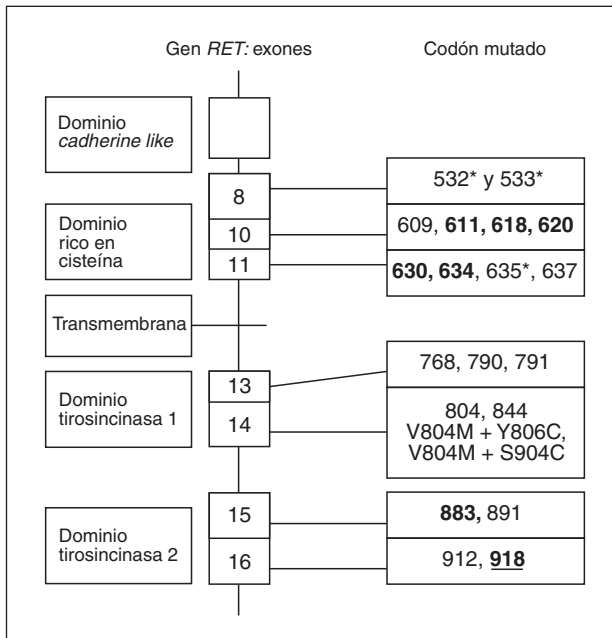 Gen RET: exones
Codón mutado
Dominio
cadherine like
8
532* y 533*
Dominio
rico en
cisteína
10
609, 611, 618, 620
11
630, 634, 635*, 637
Transmembrana
13
768, 790, 791
Dominio
tirosincinasa 1
14
804, 844
V804M + Y806C,
V804M + S904C
15
883, 891
Dominio
tirosincinasa 2
16
912, 918